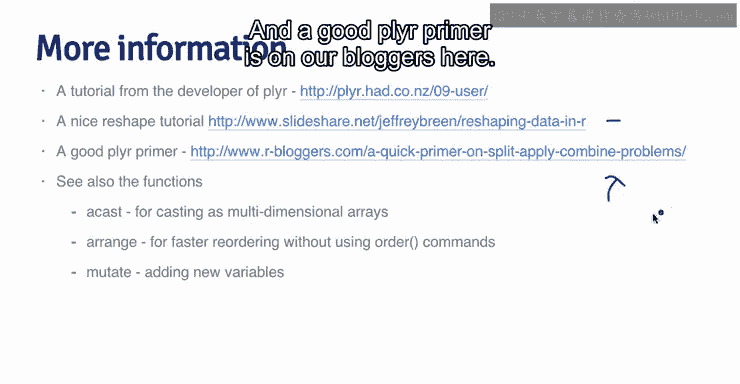 And a good plyr primer
is on our bloggers here.
More information
A tutorial from the developer of plyr - http://plyr.had.co.nz/09-user/
A nice reshape tutorial http://www.slideshare.net/jeffreybreen/reshaping-data-in-r
A good plyr primer - http://www.r-bloggers.com/a-quick-primer-on-split-apply-combine-problems/
See also the functions
acast - for casting as multi-dimensional arrays
arrange - for faster reordering without using order() commands
mutate - adding new variables